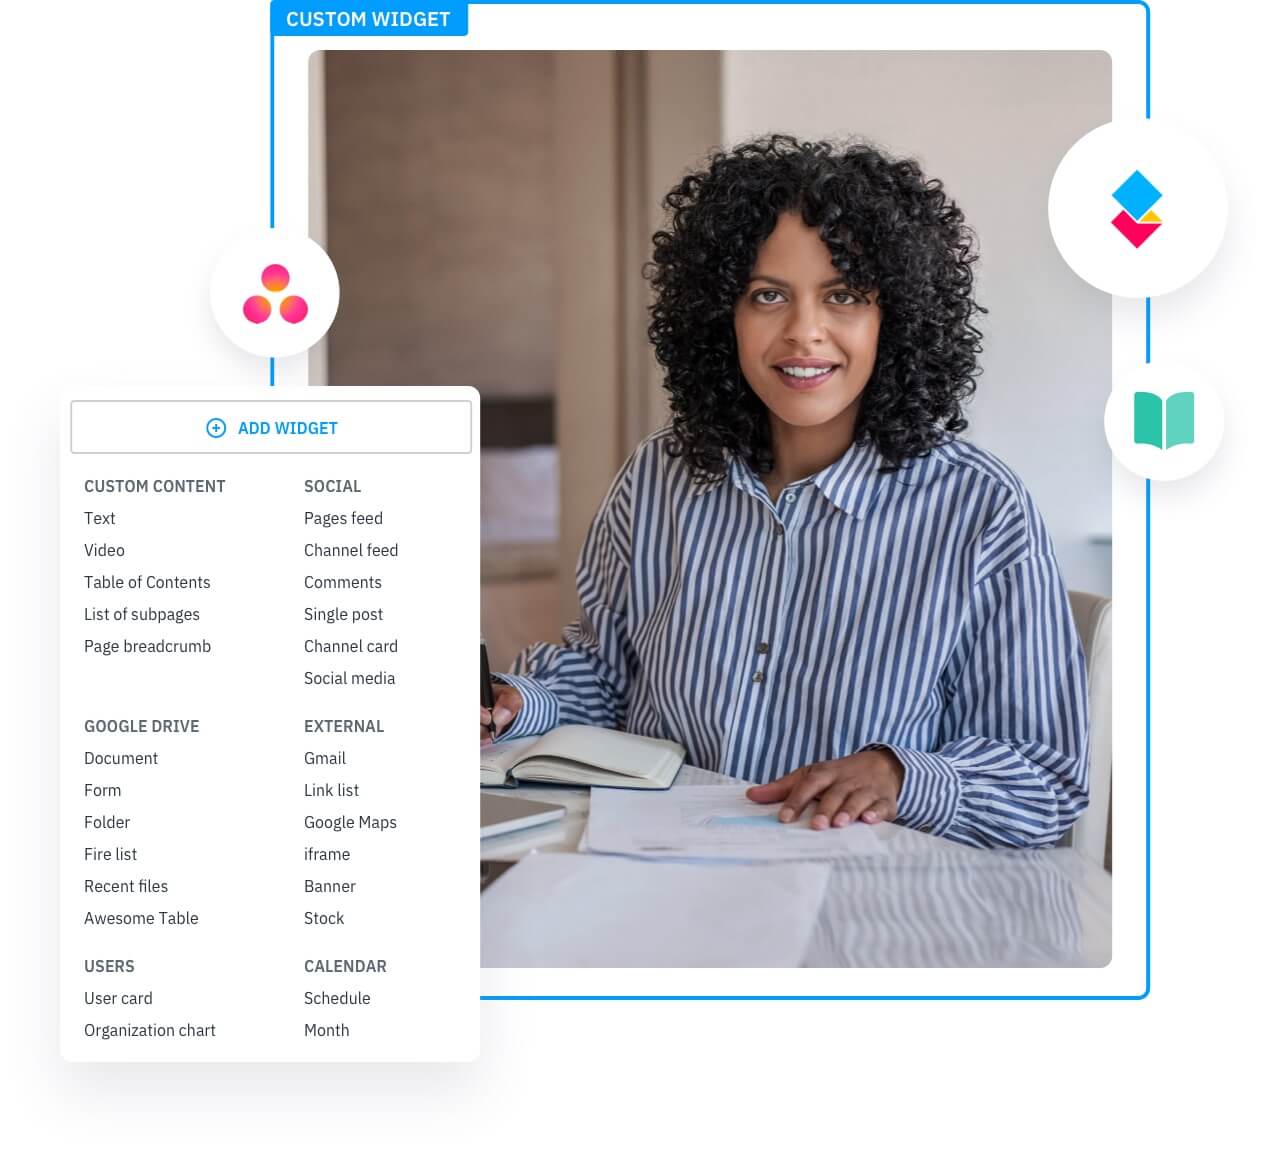 CUSTOM WIDGET
ADD WIDGET
CUSTOM CONTENT
Text
Video
Table of Contents
List of subpages
Page breadcrumb
SOCIAL
Pages feed
Channel feed
Comments
Single post
Channel card
Social media
GOOGLE DRIVE
Document
Form
Folder
Fire list
Recent files
Awesome Table
EXTERNAL
Gmail
Link list
Google Maps
iframe
Banner
Stock
USERS
User card
Organization chart
CALENDAR
Schedule
Month